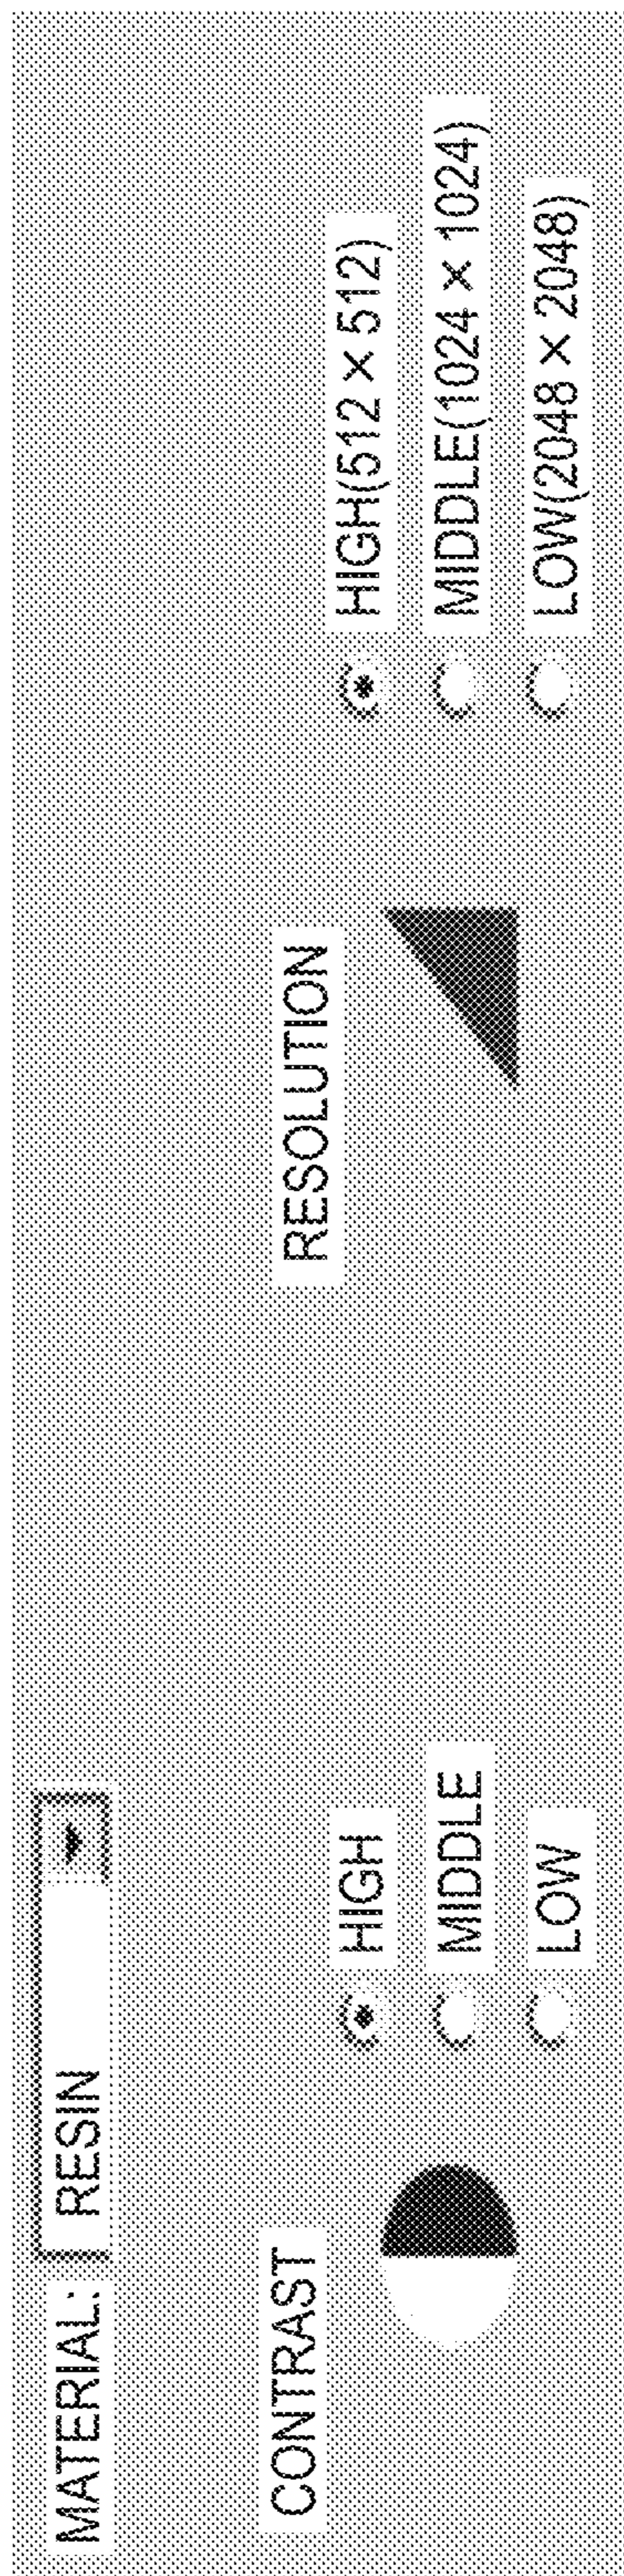 MATERIAL: RESIN
CONTRAST
HIGH
MIDDLE
LOW
RESOLUTION
HIGH(512 × 512)
MIDDLE(1024 × 1024)
LOW(2048 × 2048)